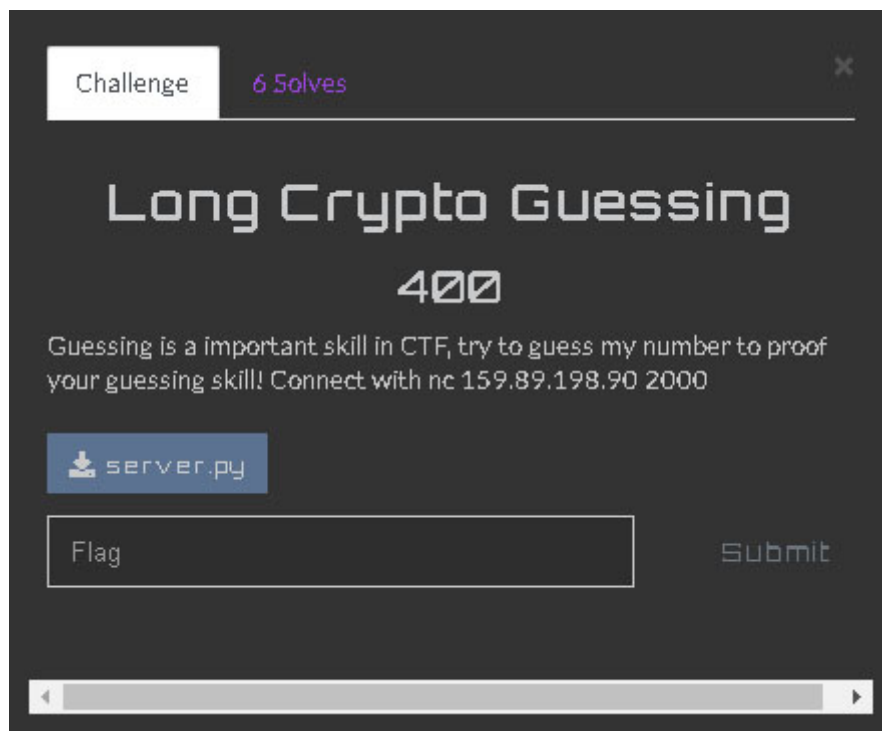 Challenge
6 Solves
×
Long Crypto Guessing
400
Guessing is a important skill in CTF, try to guess my number to proof
your guessing skill! Connect with nc 159.89.198.90 2000
server.py
Flag
Submit